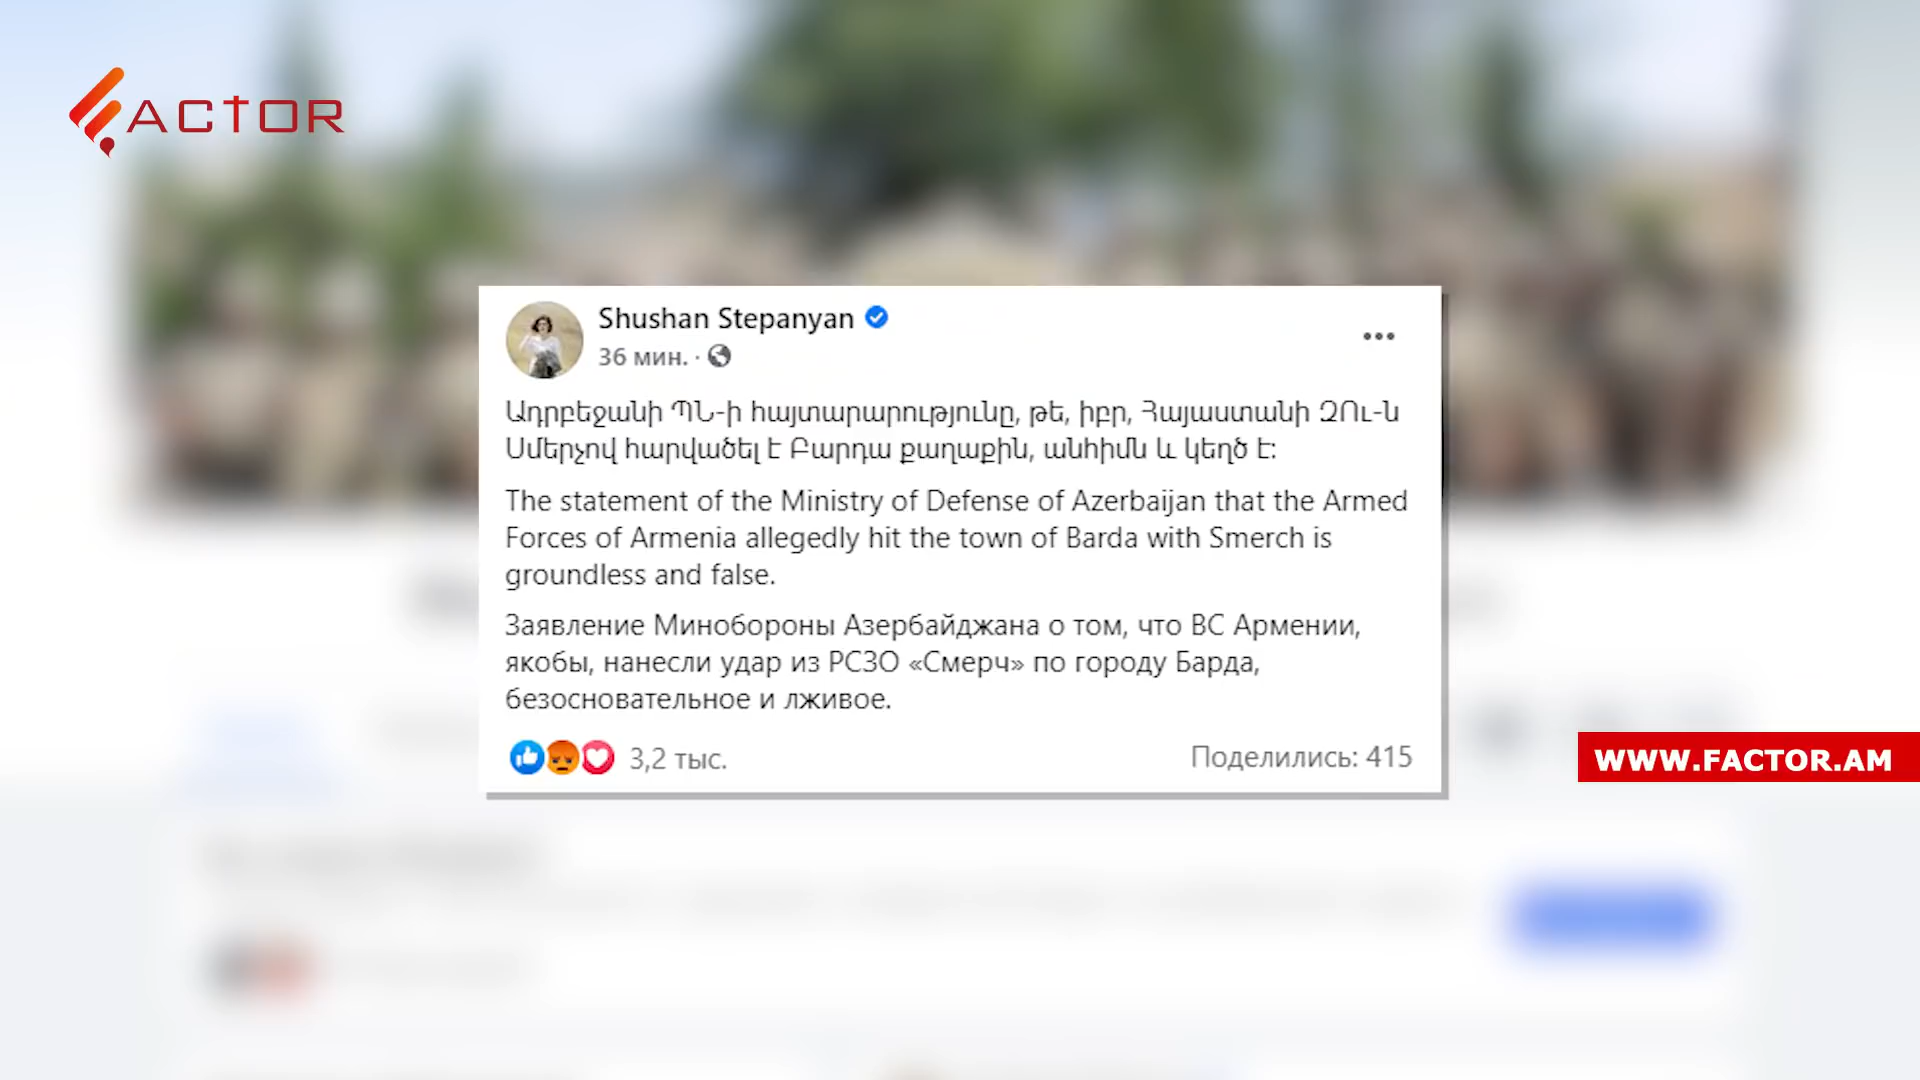 FACTOR
Shushan Stepanyan
36 мин. ·
Ադրբեջանի ՊՆ-ի հայտարարությունը, թե, իբր, Հայաստանի ԶՈւ-ն
Սմերչով հարվածել է Բարդա քաղաքին, անհիմն և կեղծ է:
The statement of the Ministry of Defense of Azerbaijan that the Armed
Forces of Armenia allegedly hit the town of Barda with Smerch is
groundless and false.
Заявление Минобороны Азербайджана о том, что ВС Армении,
якобы, нанесли удар из РСЗО «Смерч» по городу Барда,
безосновательное и лживое.
3,2 тыс.
Поделились: 415
WWW.FACTOR.AM